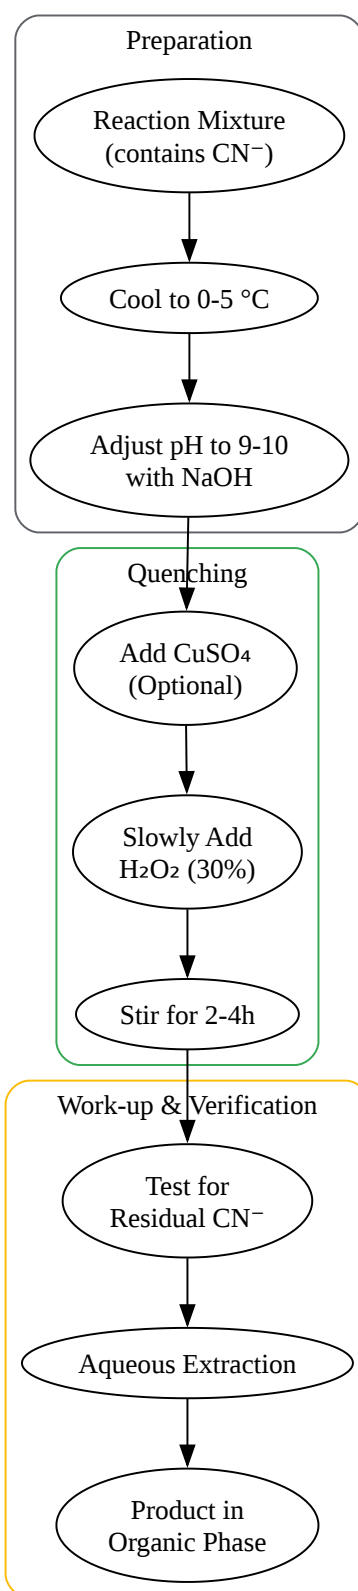 Preparation
Reaction Mixture
(contains CN⁻)
Cool to 0-5 °C
Adjust pH to 9-10
with NaOH
Quenching
Add CuSO₄
(Optional)
Slowly Add
H₂O₂ (30%)
Stir for 2-4h
Work-up & Verification
Test for
Residual CN⁻
Aqueous Extraction
Product in
Organic Phase